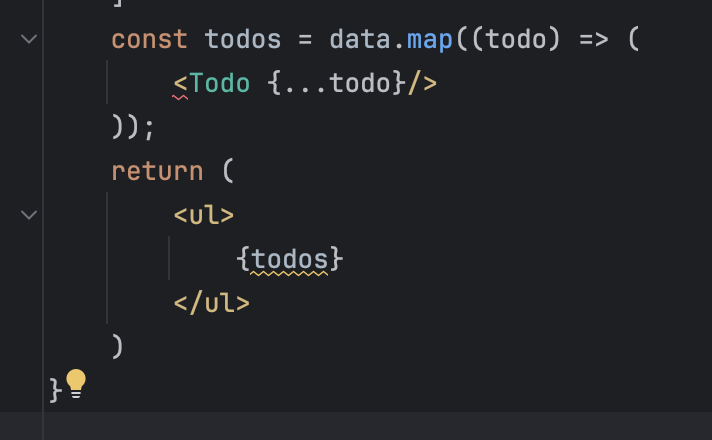 ]
const todos = data.map((todo) => (
<Todo {...todo}/>
));
return (
<ul>
{todos}
</ul>
)
}